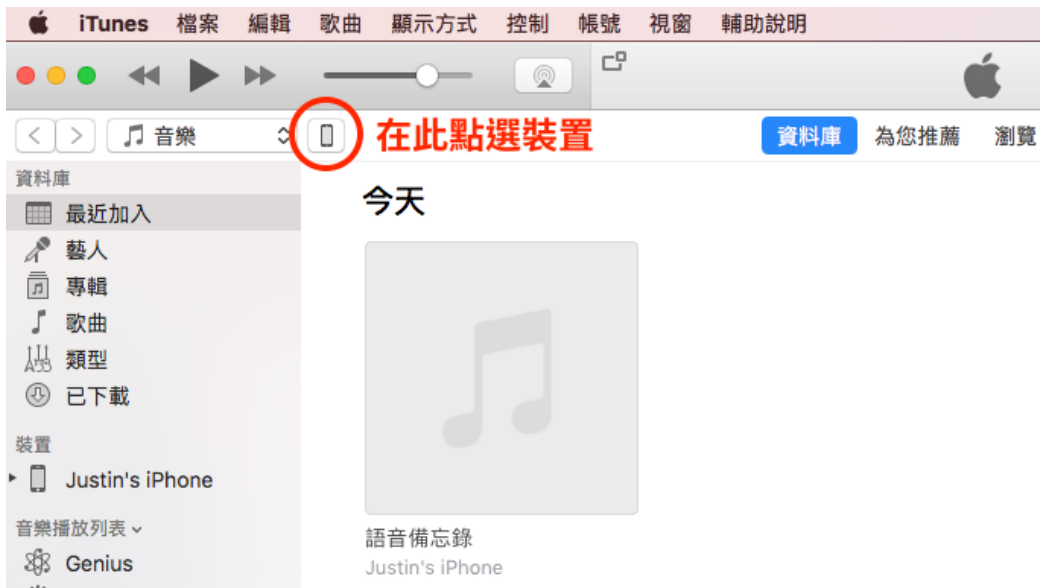 iTunes 檔案 編輯 歌曲 顯示方式 控制 帳號 視窗 輔助說明
音樂 在此點選裝置 資料庫 為您推薦 瀏覽
資料庫
最近加入
藝人
專輯
歌曲
類型
已下載
裝置
Justin's iPhone
音樂播放列表
Genius
今天
語音備忘錄
Justin's iPhone